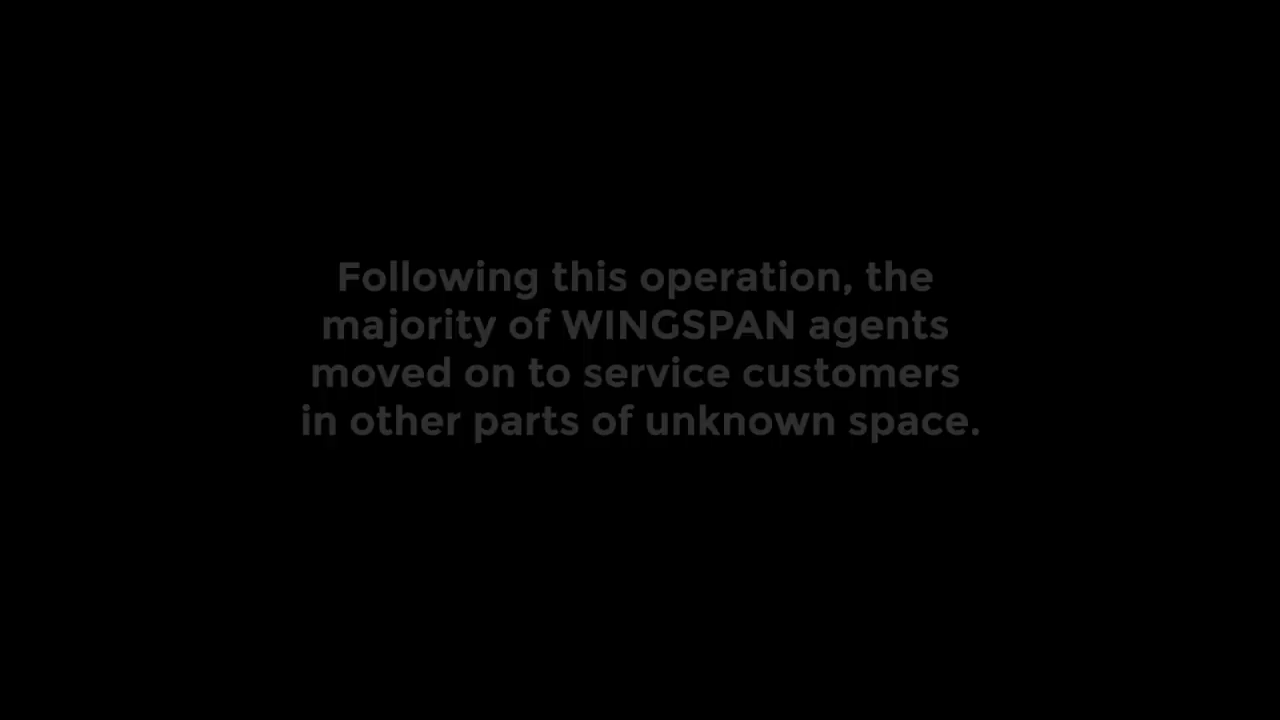 Following this operation, the
majority of WINGSPAN agents
moved on to service customers
in other parts of unknown space.